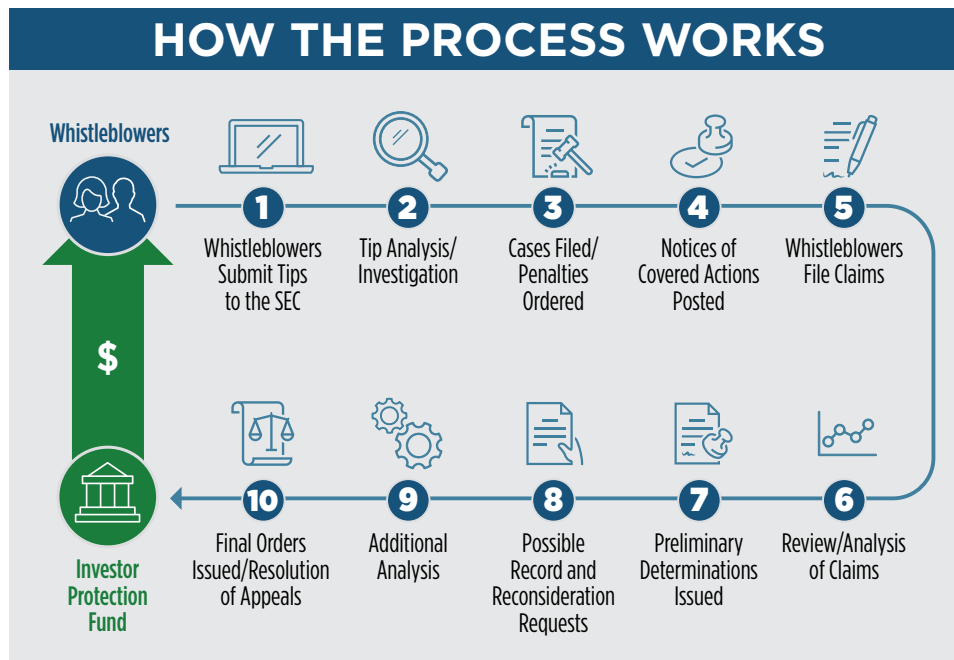 HOW THE PROCESS WORKS
Whistleblowers
1
Whistleblowers
Submit Tips
to the SEC
2
Tip Analysis/
Investigation
3
Cases Filed/
Penalties
Ordered
4
Notices of
Covered Actions
Posted
5
Whistleblowers
File Claims
6
Review/Analysis
of Claims
7
Preliminary
Determinations
Issued
8
Possible
Record and
Reconsideration
Requests
9
Additional
Analysis
10
Final Orders
Issued/Resolution
of Appeals
Investor
Protection
Fund
$